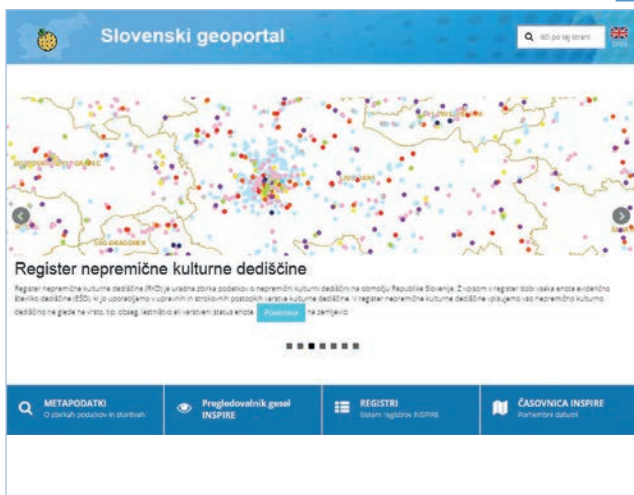 Slovenski geoportal
Išči po tej strani
Register nepremične kulturne dediščine
Register nepremične kulturne dediščine (RKD) je uradna zbirka podatkov o nepremični kulturni dediščini na območju Republike Slovenije. Z vpisom v register dobi vsaka enota evidenčno
številko dediščine (EŠD), ki jo uporabljamo v upravnih in strokovnih postopkih varstva kulturne dediščine. V register nepremične kulturne dediščine vpisujemo vso nepremično kulturno
dediščino ne glede na vrsto, tip, obseg, lastništvo ali varstveni status enote. na zemljevid.
METAPODATKI
O zbirkah podatkov in storitvah
Pregledovalnik gesel
INSPIRE
REGISTRI
Sistem registrov INSPIRE
ČASOVNICA INSPIRE
Pomembni datumi